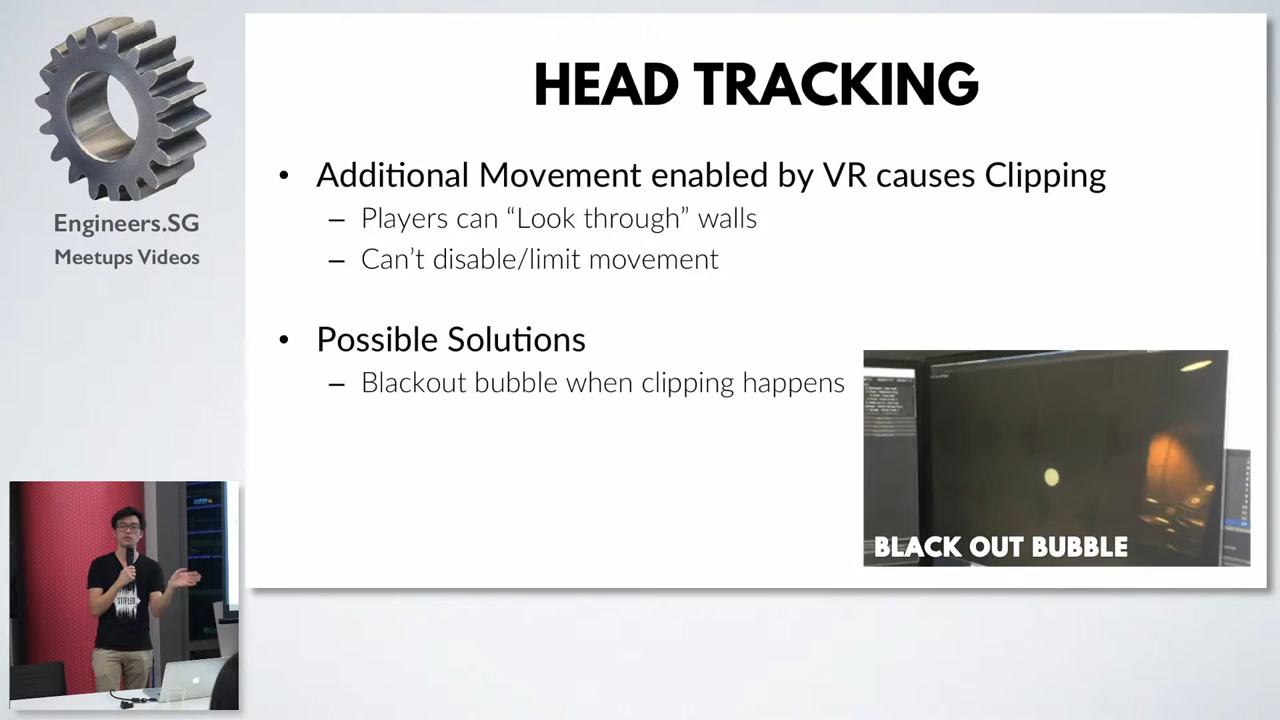 Engineers.SG
Meetups Videos
HEAD TRACKING
• Additional Movement enabled by VR causes Clipping
– Players can “Look through” walls
– Can’t disable/limit movement
• Possible Solutions
– Blackout bubble when clipping happens
BLACK OUT BUBBLE
STIFLED